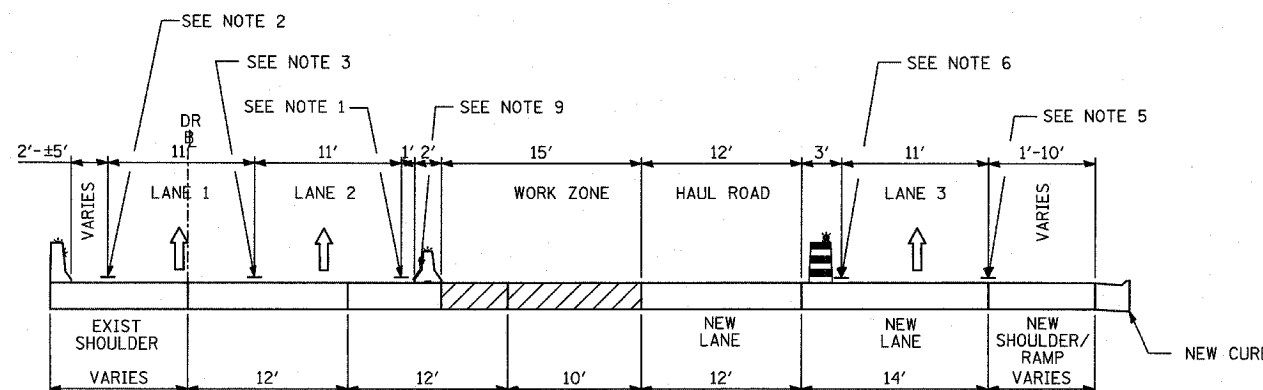 SEE NOTE 2
SEE NOTE 3
SEE NOTE 6
SEE NOTE 1
SEE NOTE 9
SEE NOTE 5
DR
BL
2'-±5'
11'
11'
1'
2'
15'
12'
3'
11'
1'-10'
VARIES
LANE 1
LANE 2
WORK ZONE
HAUL ROAD
LANE 3
VARIES
EXIST
SHOULDER
NEW
LANE
NEW
LANE
NEW
SHOULDER/
RAMP
NEW CURB
VARIES
12'
12'
10'
12'
14'
VARIES